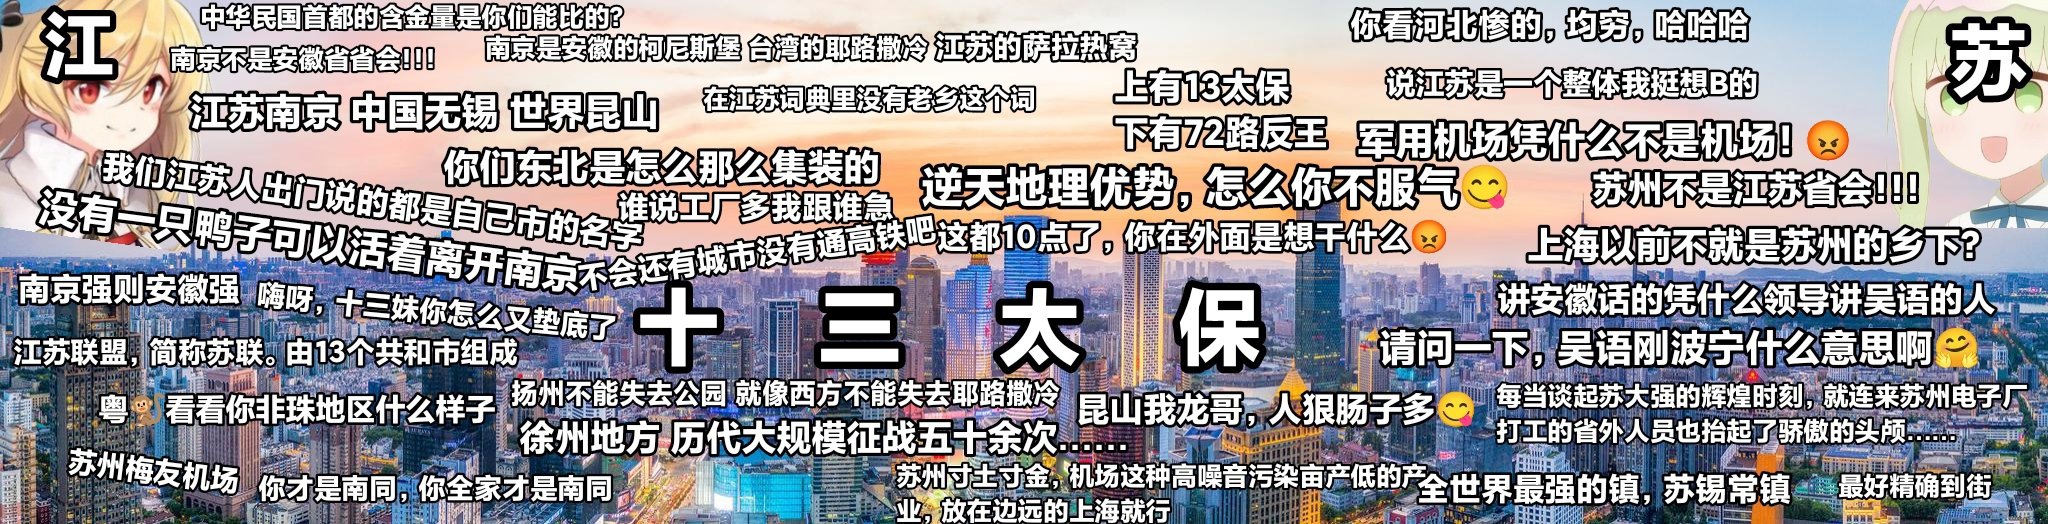 江
苏
中华民国首都的含金量是你们能比的？
南京不是安徽省省会!!!
南京是安徽的柯尼斯堡 台湾的耶路撒冷 江苏的萨拉热窝
你看河北惨的，均穷，哈哈哈
说江苏是一个整体我挺想B的
江苏南京 中国无锡 世界昆山
在江苏词典里没有老乡这个词
上有13太保
下有72路反王
军用机场凭什么不是机场！😡
我们江苏人出门说的都是自己市的名字
你们东北是怎么那么集装的
逆天地理优势，怎么你不服气😋
苏州不是江苏省会!!!
没有一只鸭子可以活着离开南京
谁说工厂多我跟谁急
不会还有城市没有通高铁吧
这都10点了，你在外面是想干什么😡
上海以前不就是苏州的乡下？
南京强则安徽强
嗨呀，十三妹你怎么又垫底了
十三太保
讲安徽话的凭什么领导讲吴语的人
江苏联盟，简称苏联。由13个共和市组成
请问一下，吴语刚波宁什么意思啊🤗
粤🐒看看你非珠地区什么样子
扬州不能失去公园 就像西方不能失去耶路撒冷
昆山我龙哥，人狠肠子多😋
每当谈起苏大强的辉煌时刻，就连来苏州电子厂
打工的省外人员也抬起了骄傲的头颅......
徐州地方 历代大规模征战五十余次......
苏州梅友机场
你才是南同，你全家才是南同
苏州寸土寸金，机场这种高噪音污染亩产低的产
业，放在边远的上海就行
全世界最强的镇，苏锡常镇
最好精确到街